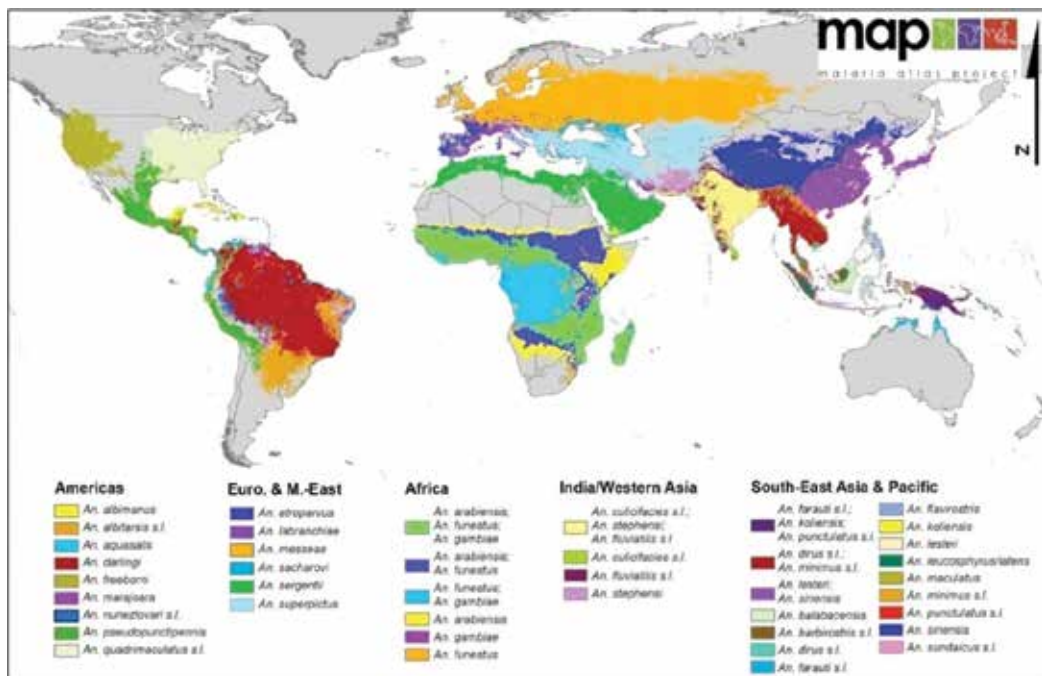 map
malaria atlas project
N
Americas
An. albimanus
An. albitarsis s.l.
An. aquasalis
An. darlingi
An. freeborni
An. marajoara
An. nuneztovari s.l.
An. pseudopunctipennis
An. quadrimaculatus s.l.
Euro. & M.-East
An. atroparvus
An. labranchiae
An. messeae
An. sacharovi
An. sergentii
An. superpictus
Africa
An. arabiensis;
An. funestus;
An. gambiae
An. arabiensis;
An. funestus
An. funestus;
An. gambiae
An. arabiensis
An. gambiae
An. funestus
India/Western Asia
An. culicifacies s.l.;
An. stephensi;
An. fluviatilis s.l.
An. culicifacies s.l.
An. fluviatilis s.l.
An. stephensi
South-East Asia & Pacific
An. farauti s.l.;
An. koliensis;
An. punctulatus s.l.
An. dirus s.l.;
An. minimus s.l.
An. lesteri;
An. sinensis
An. balabacensis
An. barbirostris s.l.
An. dirus s.l.
An. farauti s.l.
An. flavirostris
An. koliensis
An. lesteri
An. leucosphyrus/latens
An. maculatus
An. minimus s.l.
An. punctulatus s.l.
An. sinensis
An. sundaicus s.l.